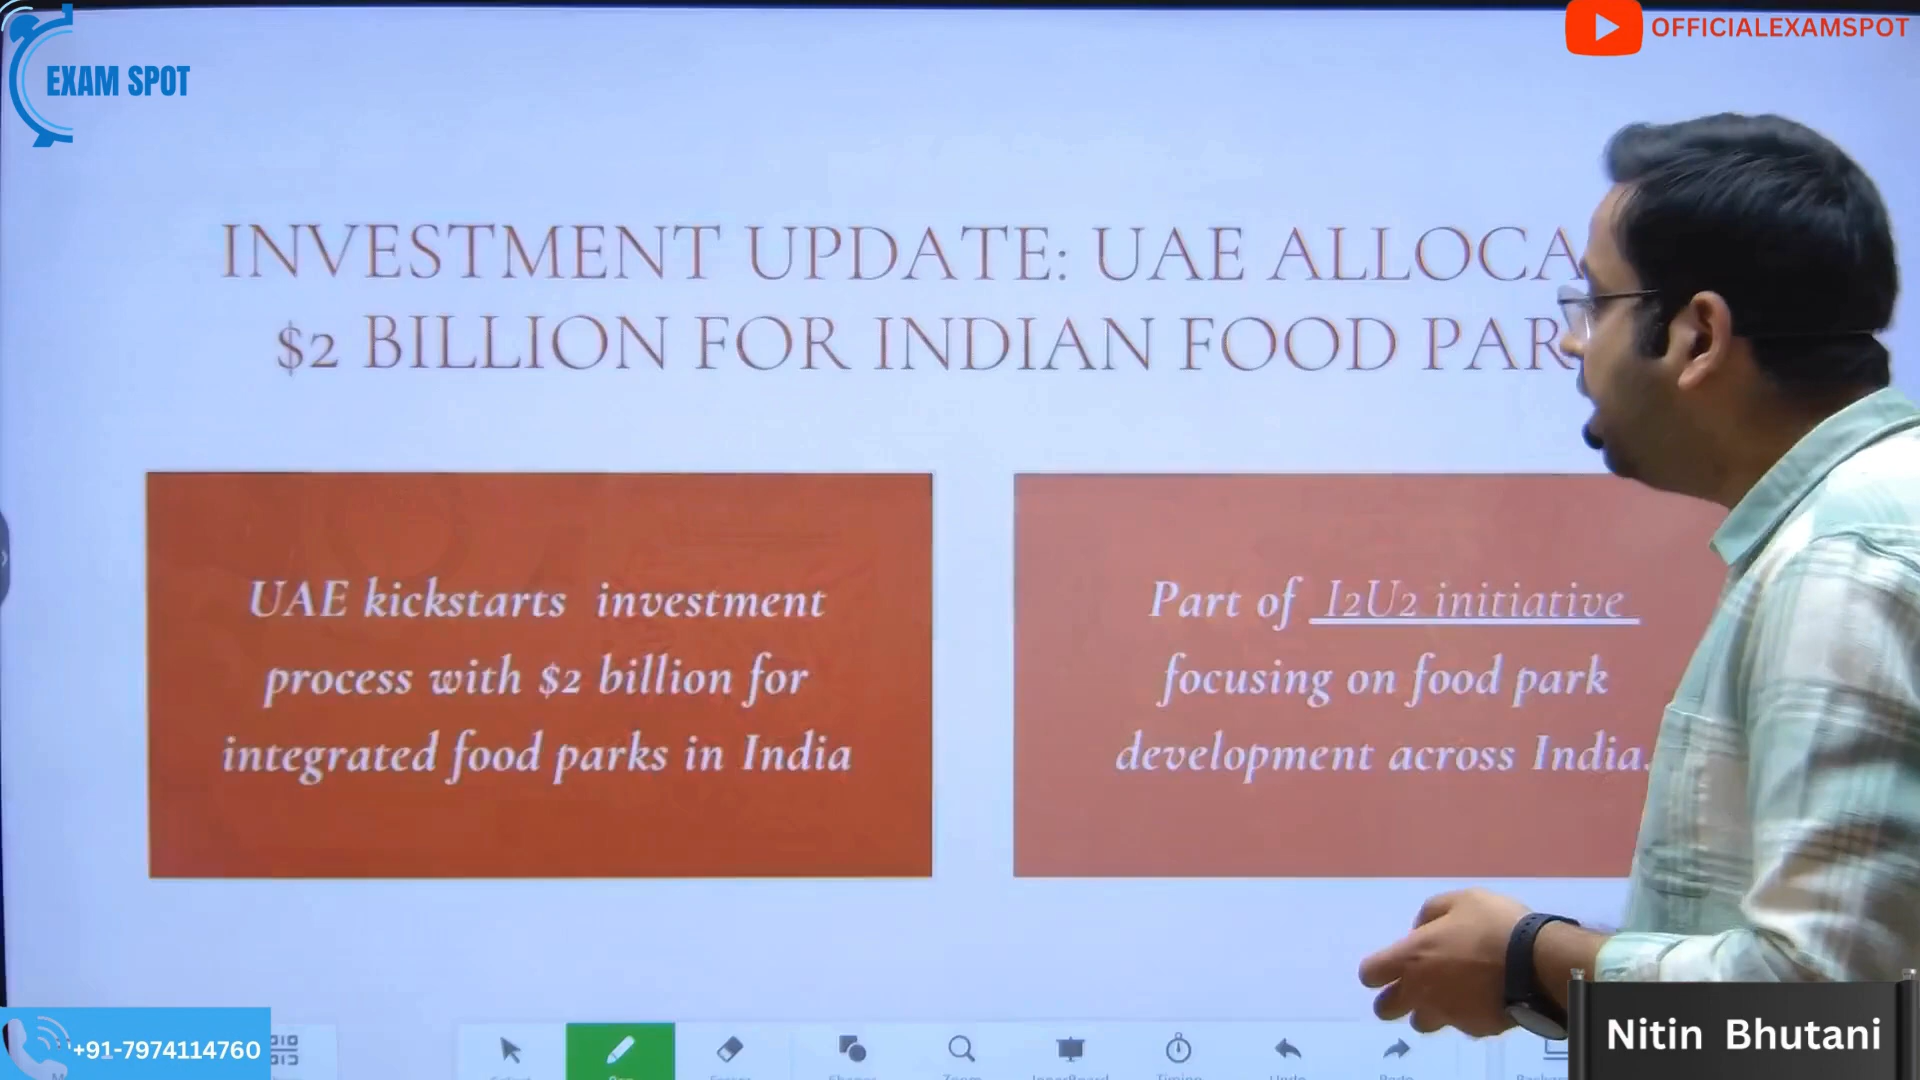 EXAM SPOT
OFFICIALEXAMSPOT
INVESTMENT UPDATE: UAE
$2 BILLION FOR INDIAN FOOD
UAE kickstarts investment
process with $2 billion for
integrated food parks in India
Part of I2U2 initiative
focusing on food park
development across India.
+91-7974114760
Nitin Bhutani